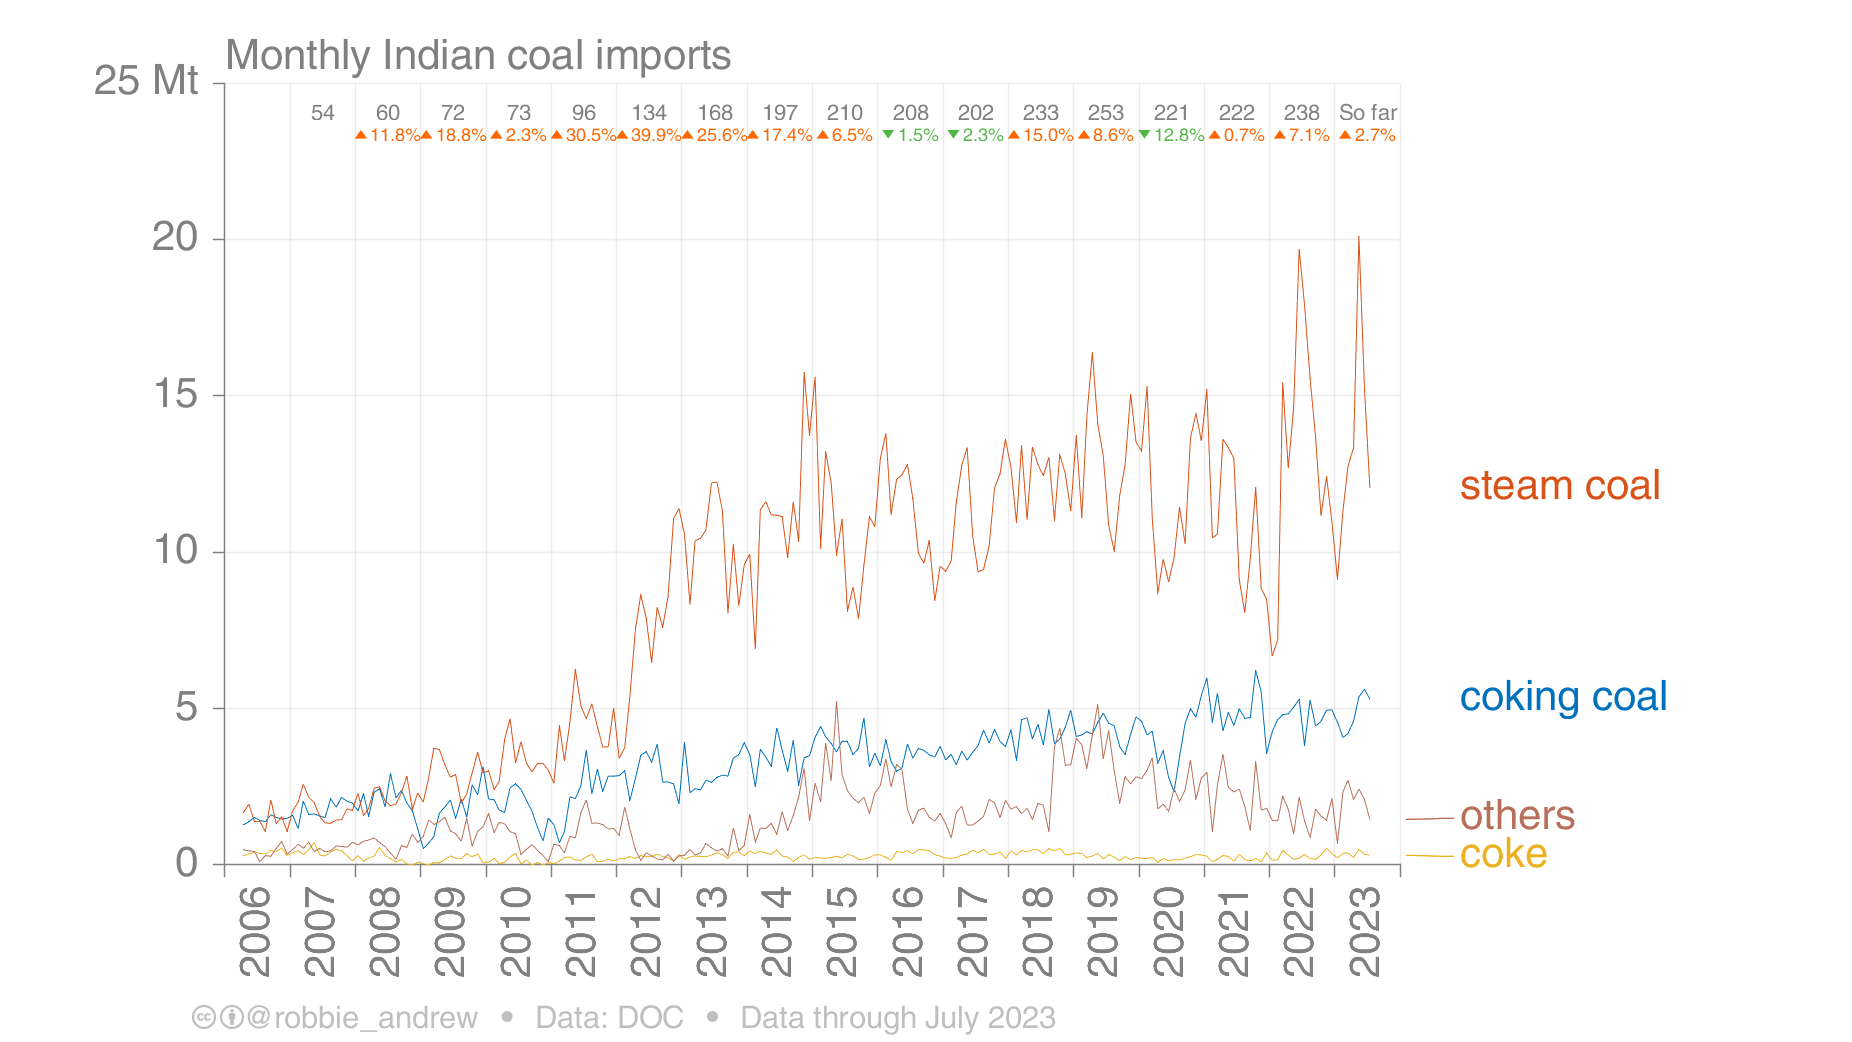 Monthly Indian coal imports
25 Mt
54 60 72 73 96 134 168 197 210 208 202 233 253 221 222 238 So far
▲ 11.8% ▲ 18.8% ▲ 2.3% ▲ 30.5% ▲ 39.9% ▲ 25.6% ▲ 17.4% ▲ 6.5% ▼ 1.5% ▼ 2.3% ▲ 15.0% ▲ 8.6% ▼ 12.8% ▲ 0.7% ▲ 7.1% ▲ 2.7%
20
15
10
5
0
steam coal
coking coal
others
coke
2006 2007 2008 2009 2010 2011 2012 2013 2014 2015 2016 2017 2018 2019 2020 2021 2022 2023
cc @robbie_andrew • Data: DOC • Data through July 2023